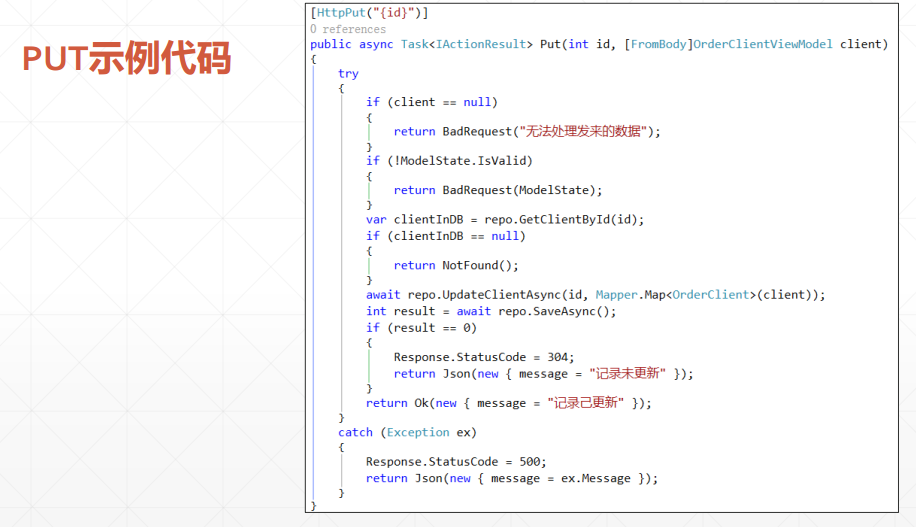 PUT示例代码
[HttpPut("{id}")]
0 references
public async Task<IActionResult> Put(int id, [FromBody]OrderClientViewModel client)
{
    try
    {
        if (client == null)
        {
            return BadRequest("无法处理发来的数据");
        }
        if (!ModelState.IsValid)
        {
            return BadRequest(ModelState);
        }
        var clientInDB = repo.GetClientById(id);
        if (clientInDB == null)
        {
            return NotFound();
        }
        await repo.UpdateClientAsync(id, Mapper.Map<OrderClient>(client));
        int result = await repo.SaveAsync();
        if (result == 0)
        {
            Response.StatusCode = 304;
            return Json(new { message = "记录未更新" });
        }
        return Ok(new { message = "记录己更新" });
    }
    catch (Exception ex)
    {
        Response.StatusCode = 500;
        return Json(new { message = ex.Message });
    }
}